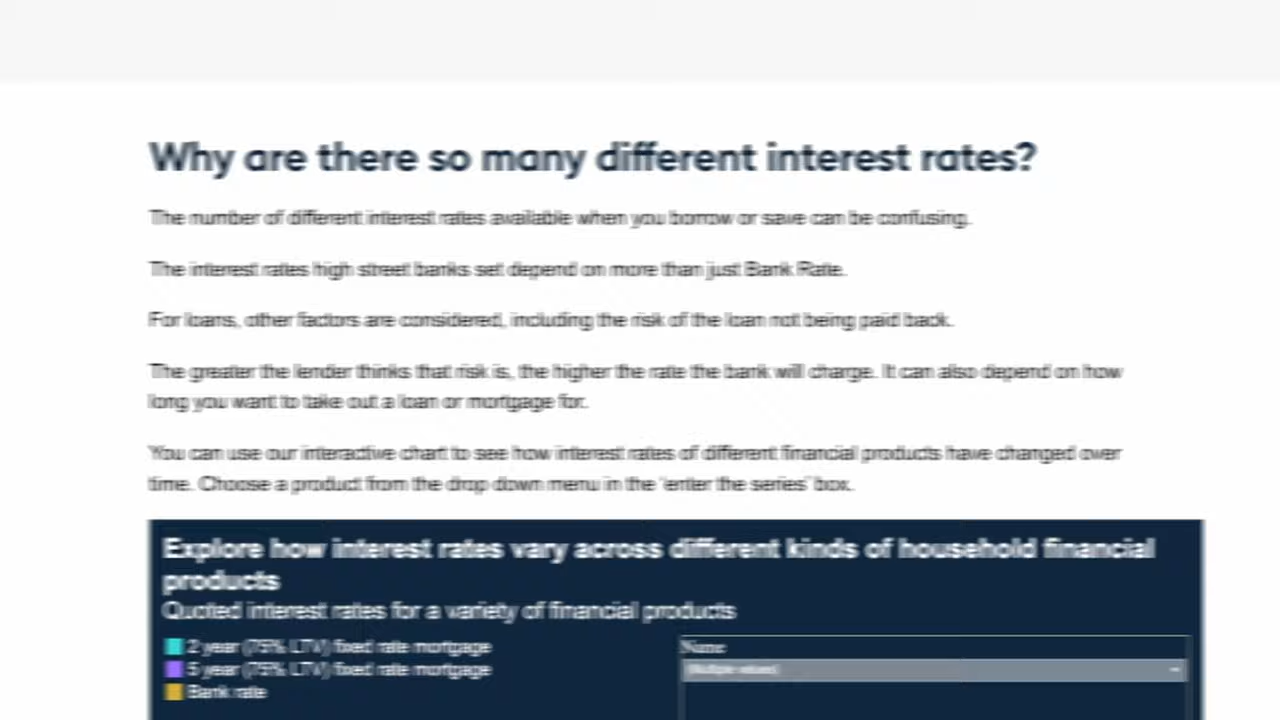 Why are there so many different interest rates?
The number of different interest rates available when you borrow or save can be confusing.
The interest rates high street banks set depend on more than just Bank Rate.
For loans, other factors are considered, including the risk of the loan not being paid back.
The greater the lender thinks that risk is, the higher the rate the bank will charge. It can also depend on how
long you want to take out a loan or mortgage for.
You can use our interactive chart to see how interest rates of different financial products have changed over
time. Choose a product from the drop down menu in the 'enter the series' box.
Explore how interest rates vary across different kinds of household financial
products
Quoted interest rates for a variety of financial products
2 year (75% LTV) fixed rate mortgage
5 year (75% LTV) fixed rate mortgage
Bank rate
Name
(Multiple values)